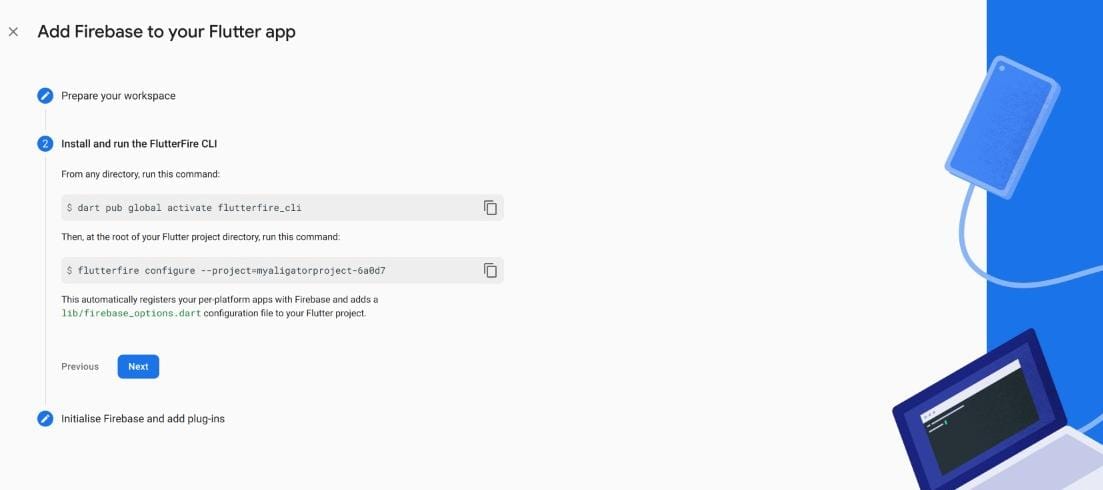 Add Firebase to your Flutter app
Prepare your workspace
2 Install and run the FlutterFire CLI
From any directory, run this command:
$ dart pub global activate flutterfire_cli
Then, at the root of your Flutter project directory, run this command:
$ flutterfire configure --project=myaligatorproject-6a0d7
This automatically registers your per-platform apps with Firebase and adds a
lib/firebase_options.dart configuration file to your Flutter project.
Previous Next
Initialise Firebase and add plug-ins